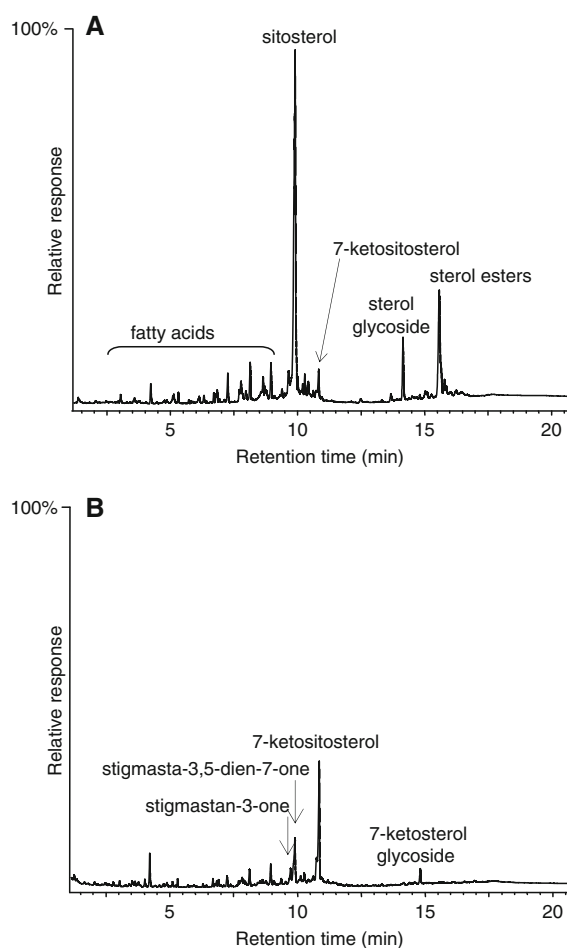 100%
A
sitosterol
Relative response
7-ketositosterol
sterol esters
sterol
glycoside
fatty acids
5
10
15
20
Retention time (min)
100%
B
Relative response
7-ketositosterol
stigmasta-3,5-dien-7-one
stigmastan-3-one
7-ketosterol
glycoside
5
10
15
20
Retention time (min)